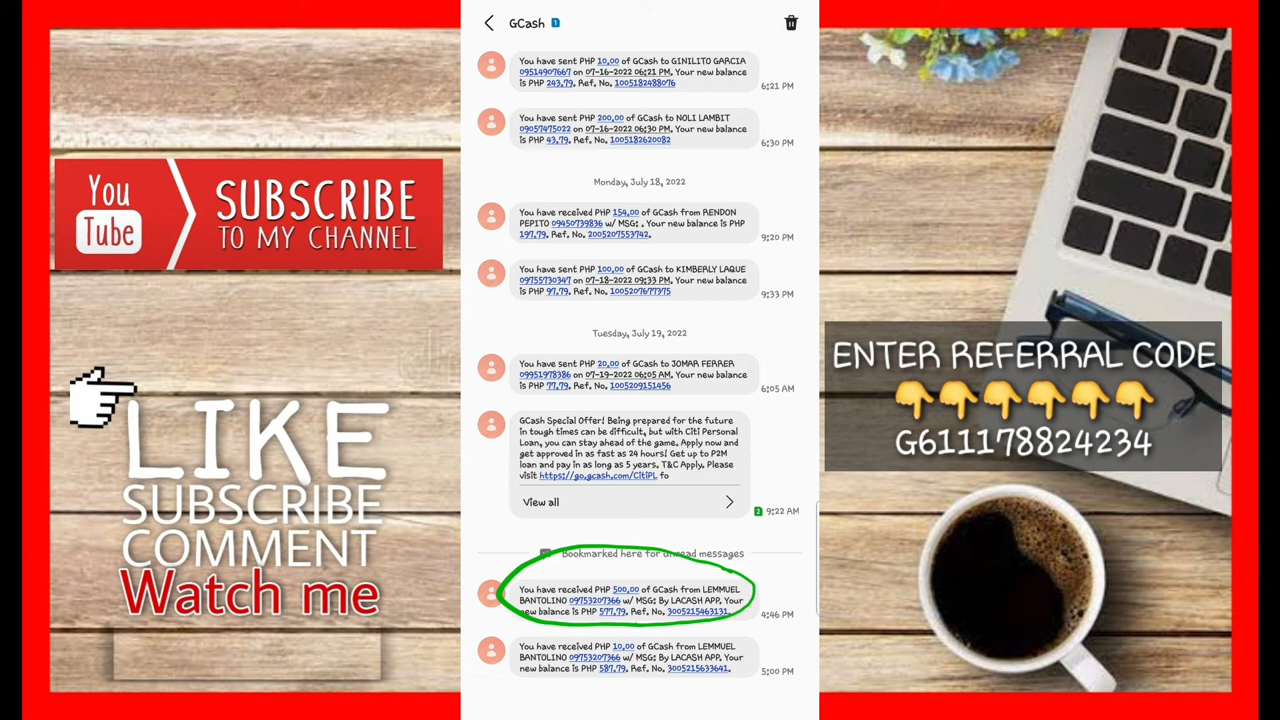 You
Tube
SUBSCRIBE
TO MY CHANNEL
LIKE
SUBSCRIBE
COMMENT
Watch me
GCash 1
You have sent PHP 10.00 of GCash to GINILITO GARCIA
09514907667 on 07-16-2022 06:21 PM. Your new balance
is PHP 243.79. Ref. No. 1005182488076
6:21 PM
You have sent PHP 200.00 of GCash to NOLI LAMBIT
09057475022 on 07-16-2022 06:30 PM. Your new balance
is PHP 43.79. Ref. No. 1005182620082
6:30 PM
Monday, July 18, 2022
You have received PHP 154.00 of GCash from RENDON
PEPITO 09450739836 w/ MSG: . Your new balance is PHP
197.79. Ref. No. 2005207553742.
9:20 PM
You have sent PHP 100.00 of GCash to KIMBERLY LAQUE
09755730347 on 07-18-2022 09:33 PM. Your new balance
is PHP 97.79. Ref. No. 1005207677375
9:33 PM
Tuesday, July 19, 2022
You have sent PHP 20.00 of GCash to JOMAR FERRER
09951978386 on 07-19-2022 06:05 AM. Your new balance
is PHP 77.79. Ref. No. 1005209151456
6:05 AM
GCash Special Offer! Being prepared for the future
in tough times can be difficult, but with Citi Personal
Loan, you can stay ahead of the game. Apply now and
get approved in as fast as 24 hours! Get up to P2M
loan and pay in as long as 5 years. T&C Apply. Please
visit https://go.gcash.com/CitiPL fo
View all
2 9:22 AM
Bookmarked here for unread messages
You have received PHP 500.00 of GCash from LEMMUEL
BANTOLINO 09753207366 w/ MSG: By LACASH APP. Your
new balance is PHP 577.79. Ref. No. 3005215463131.
4:46 PM
You have received PHP 10.00 of GCash from LEMMUEL
BANTOLINO 09753207366 w/ MSG: By LACASH APP. Your
new balance is PHP 587.79. Ref. No. 3005215633641.
5:00 PM
ENTER REFERRAL CODE
👇👇👇👇👇👇
G611178824234